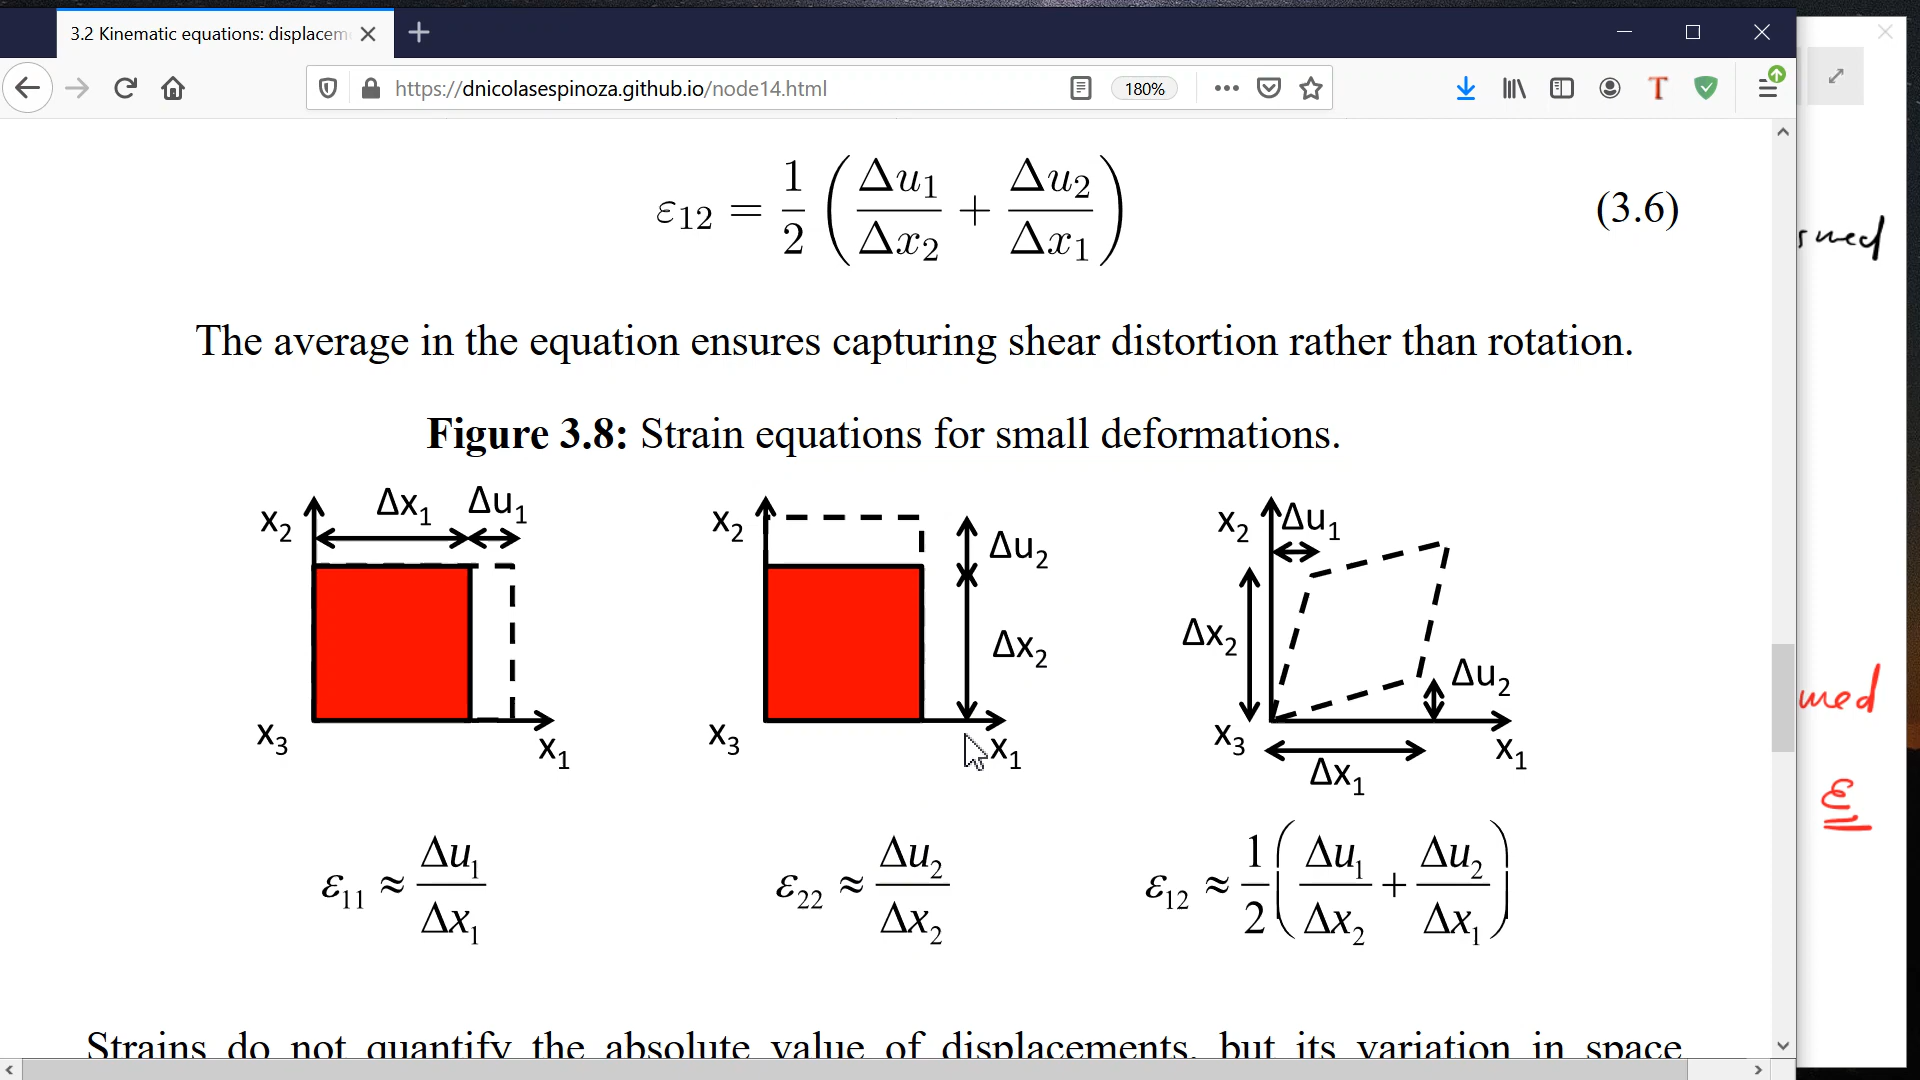 3.2 Kinematic equations: displacem
https://dnicolasespinoza.github.io/node14.html
180%
T
ε12 = 1/2 (Δu1/Δx2 + Δu2/Δx1) (3.6)
The average in the equation ensures capturing shear distortion rather than rotation.
Figure 3.8: Strain equations for small deformations.
x2 Δx1 Δu1
x3 x1
x2 Δu2
Δx2
x3 x1
x2 Δu1
Δx2
Δu2
x3 x1
Δx1
ε11 ≈ Δu1/Δx1
ε22 ≈ Δu2/Δx2
ε12 ≈ 1/2 (Δu1/Δx2 + Δu2/Δx1)
Strains do not quantify the absolute value of displacements, but its variation in space
med
med
ε